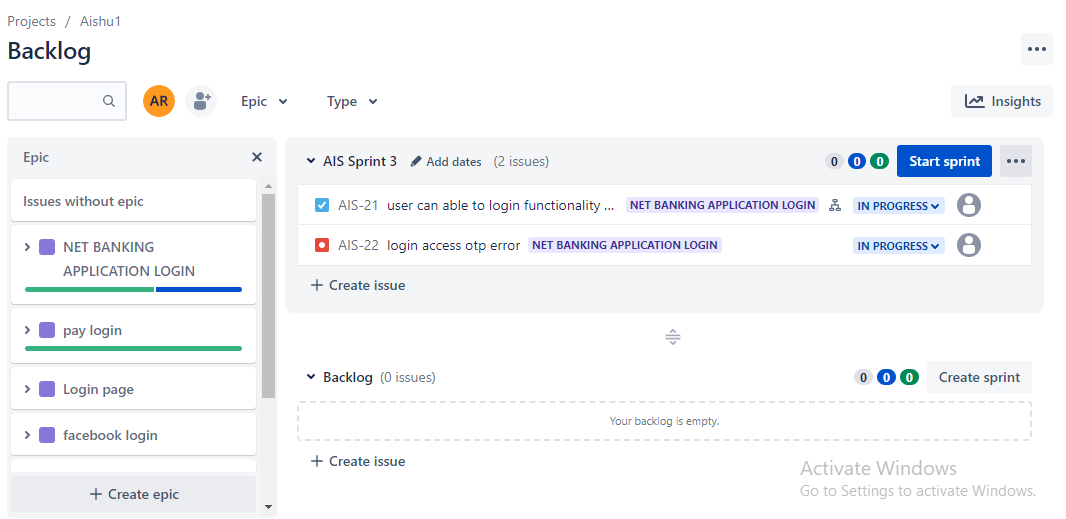 Projects / Aishu1
Backlog
AR
Epic
Type
Insights
Epic
Issues without epic
NET BANKING
APPLICATION LOGIN
pay login
Login page
facebook login
+ Create epic
AIS Sprint 3 Add dates (2 issues) 0 0 0 Start sprint
AIS-21 user can able to login functionality ... NET BANKING APPLICATION LOGIN IN PROGRESS
AIS-22 login access otp error NET BANKING APPLICATION LOGIN IN PROGRESS
+ Create issue
Backlog (0 issues) 0 0 0 Create sprint
Your backlog is empty.
+ Create issue
Activate Windows
Go to Settings to activate Windows.